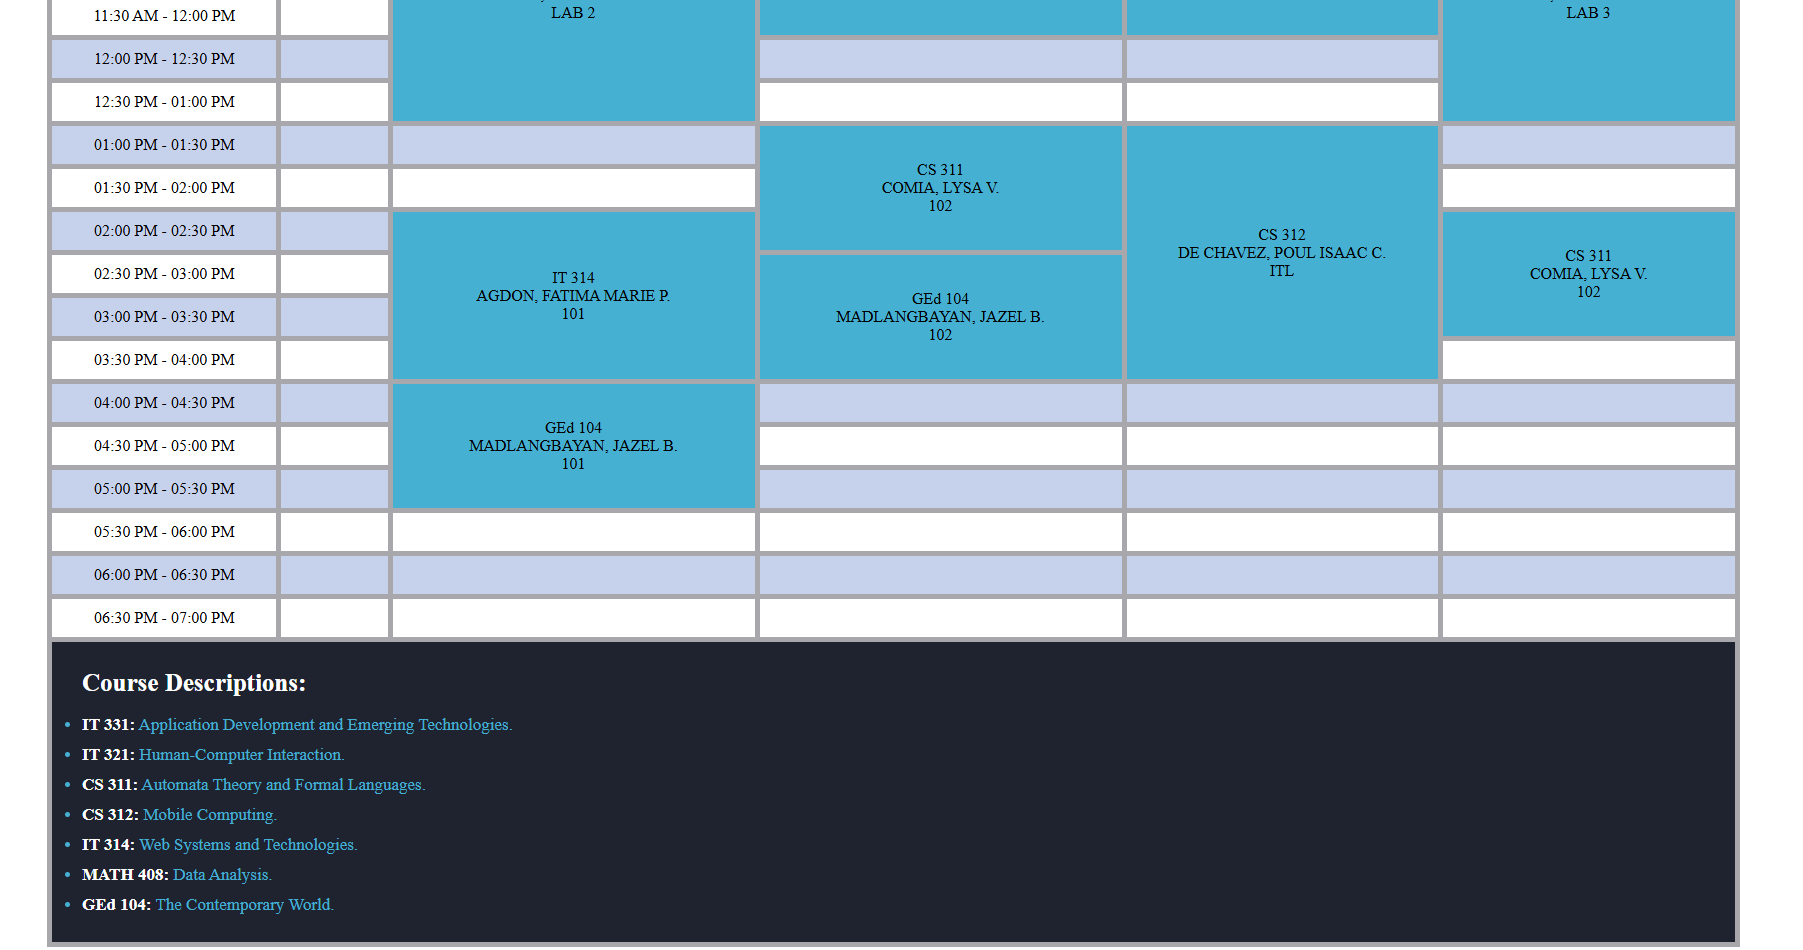 11:30 AM - 12:00 PM
LAB 2
LAB 3
12:00 PM - 12:30 PM
12:30 PM - 01:00 PM
01:00 PM - 01:30 PM
CS 311
COMIA, LYSA V.
102
01:30 PM - 02:00 PM
02:00 PM - 02:30 PM
IT 314
AGDON, FATIMA MARIE P.
101
CS 312
DE CHAVEZ, POUL ISAAC C.
ITL
CS 311
COMIA, LYSA V.
102
02:30 PM - 03:00 PM
GEd 104
MADLANGBAYAN, JAZEL B.
102
03:00 PM - 03:30 PM
03:30 PM - 04:00 PM
04:00 PM - 04:30 PM
GEd 104
MADLANGBAYAN, JAZEL B.
101
04:30 PM - 05:00 PM
05:00 PM - 05:30 PM
05:30 PM - 06:00 PM
06:00 PM - 06:30 PM
06:30 PM - 07:00 PM
Course Descriptions:
• IT 331: Application Development and Emerging Technologies.
• IT 321: Human-Computer Interaction.
• CS 311: Automata Theory and Formal Languages.
• CS 312: Mobile Computing.
• IT 314: Web Systems and Technologies.
• MATH 408: Data Analysis.
• GEd 104: The Contemporary World.